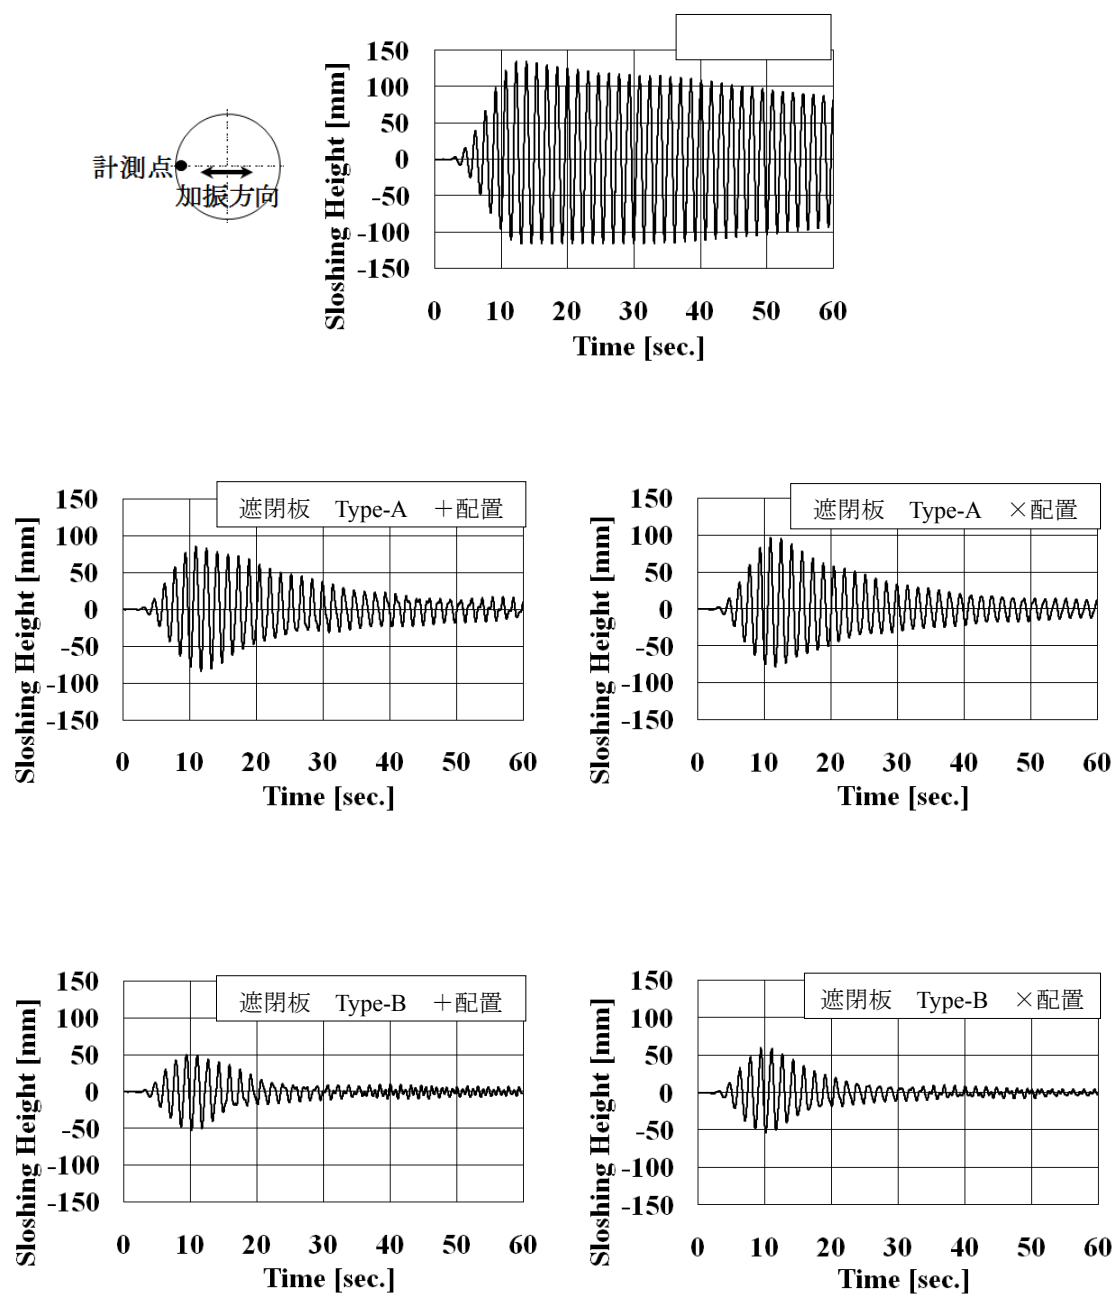 計測点
加振方向
Sloshing Height [mm]
150
100
50
0
-50
-100
-150
0 10 20 30 40 50 60
Time [sec.]
遮閉板 Type-A ＋配置
Sloshing Height [mm]
150
100
50
0
-50
-100
-150
0 10 20 30 40 50 60
Time [sec.]
遮閉板 Type-A ×配置
Sloshing Height [mm]
150
100
50
0
-50
-100
-150
0 10 20 30 40 50 60
Time [sec.]
遮閉板 Type-B ＋配置
Sloshing Height [mm]
150
100
50
0
-50
-100
-150
0 10 20 30 40 50 60
Time [sec.]
遮閉板 Type-B ×配置
Sloshing Height [mm]
150
100
50
0
-50
-100
-150
0 10 20 30 40 50 60
Time [sec.]